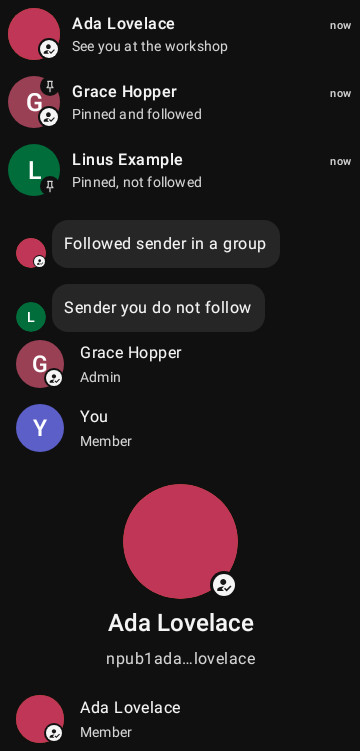 Ada Lovelace
now
See you at the workshop
G
Grace Hopper
now
Pinned and followed
L
Linus Example
now
Pinned, not followed
Followed sender in a group
L
Sender you do not follow
G
Grace Hopper
Admin
Y
You
Member
Ada Lovelace
npub1ada…lovelace
Ada Lovelace
Member